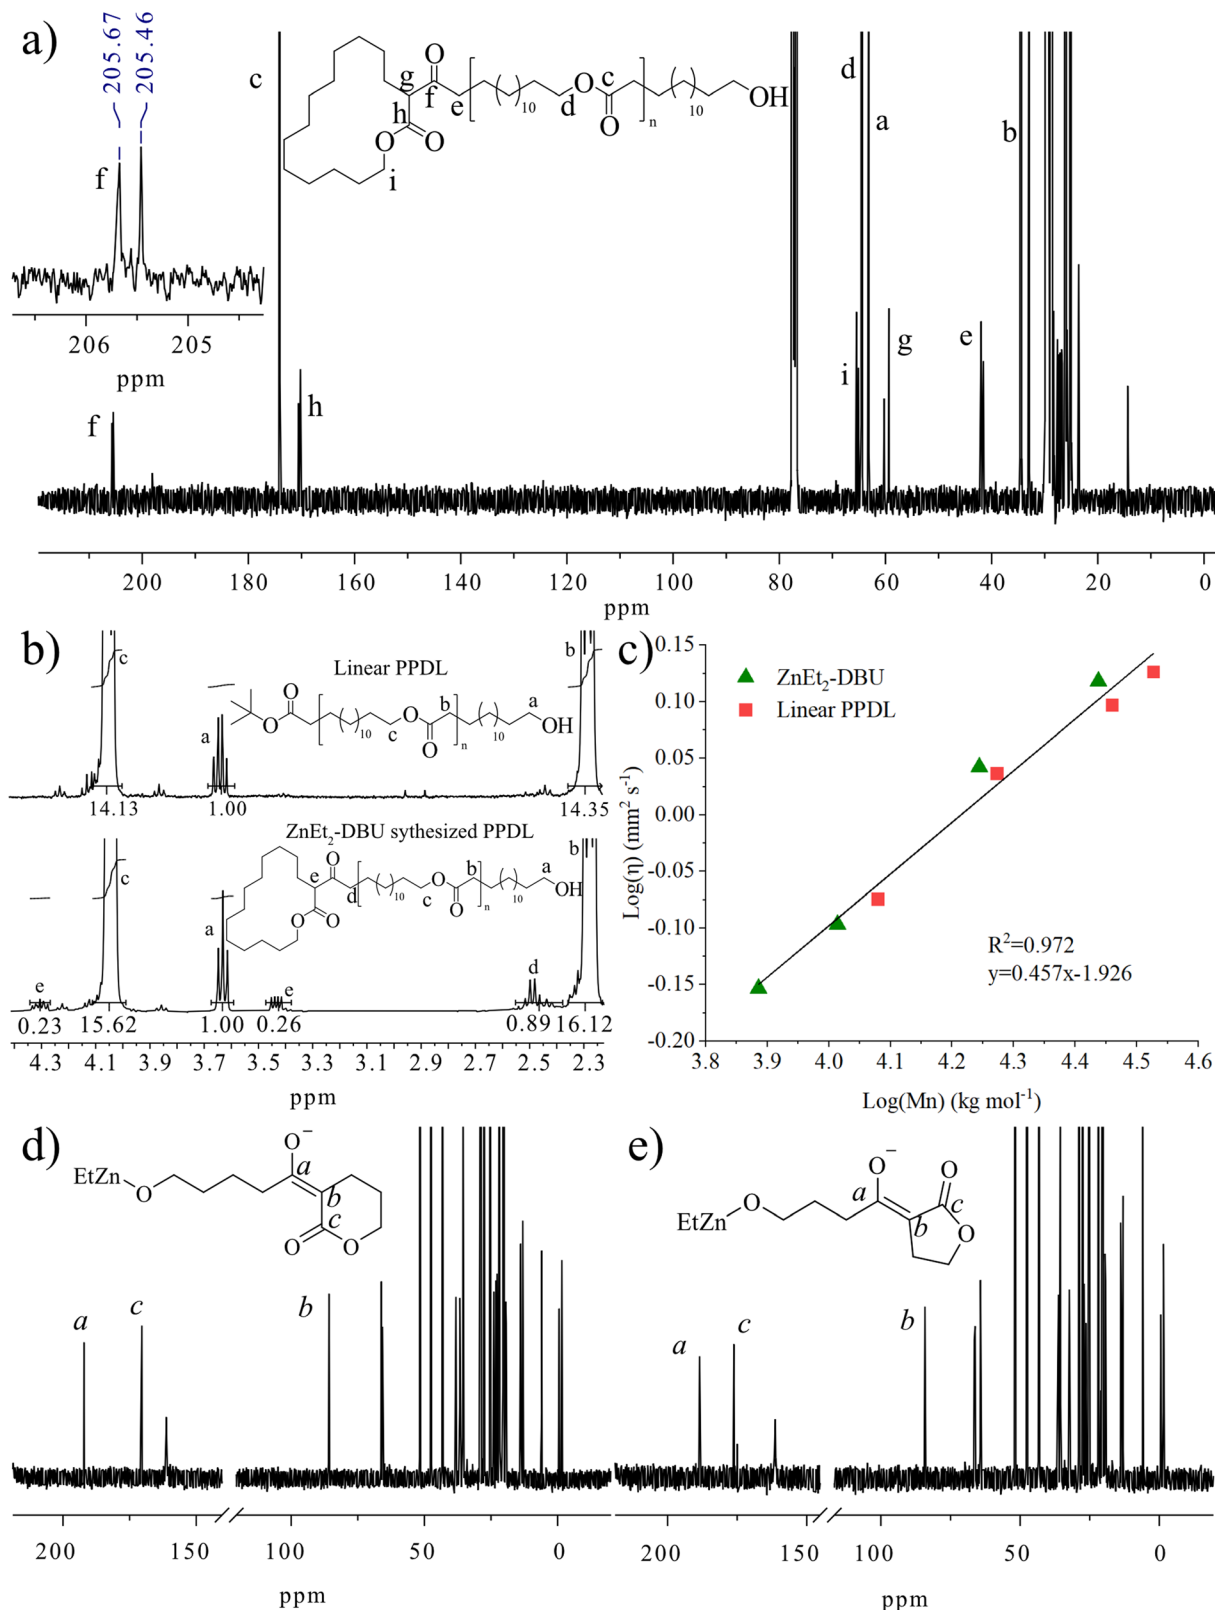 a)
205.67
205.46
f
206 205
ppm
c
g
O
f
h
O
O
i
e
10
d
O
c
O
n
10
OH
d
a
b
f
h
i
g
e
200 180 160 140 120 100 80 60 40 20 0
ppm
b)
c
b
Linear PPDL
O
O
10
c
O
b
O
n
10
a
OH
a
14.13 1.00 14.35
ZnEt2-DBU sythesized PPDL
c
b
e
O
O
O
d
10
c
O
b
O
n
10
a
OH
a
e
e
d
0.23 15.62 1.00 0.26 0.89 16.12
4.3 4.1 3.9 3.7 3.5 3.3 3.1 2.9 2.7 2.5 2.3
ppm
c)
ZnEt2-DBU
Linear PPDL
0.15
0.10
0.05
0.00
-0.05
-0.10
-0.15
-0.20
Log(η) (mm² s⁻¹)
R²=0.972
y=0.457x-1.926
3.8 3.9 4.0 4.1 4.2 4.3 4.4 4.5 4.6
Log(Mn) (kg mol⁻¹)
d)
EtZn
O
O⁻
a
b
c
O
O
a
c
b
200 150 100 50 0
ppm
e)
EtZn
O
O⁻
a
b
O
c
O
a
c
b
200 150 100 50 0
ppm